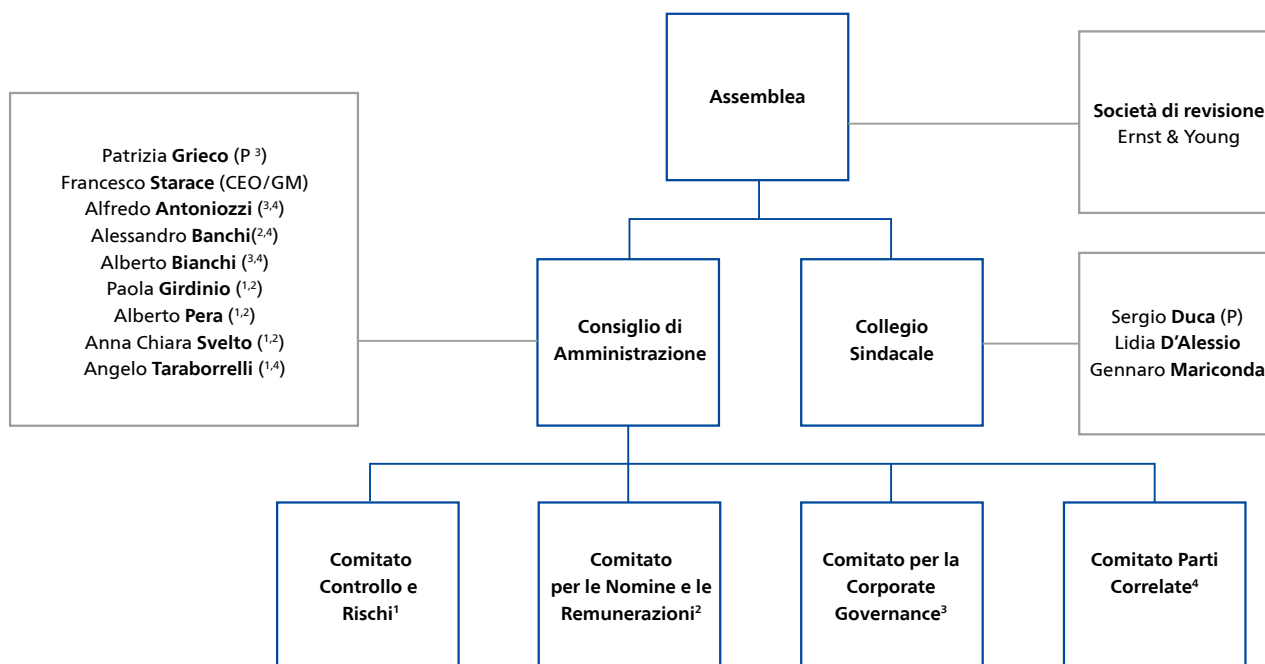 Assemblea
Società di revisione
Ernst & Young
Patrizia Grieco (P ³)
Francesco Starace (CEO/GM)
Alfredo Antoniozzi (³,⁴)
Alessandro Banchi(²,⁴)
Alberto Bianchi (³,⁴)
Paola Girdinio (¹,²)
Alberto Pera (¹,²)
Anna Chiara Svelto (¹,²)
Angelo Taraborrelli (¹,⁴)
Consiglio di
Amministrazione
Collegio
Sindacale
Sergio Duca (P)
Lidia D’Alessio
Gennaro Mariconda
Comitato
Controllo e
Rischi¹
Comitato
per le Nomine e le
Remunerazioni²
Comitato per la
Corporate
Governance³
Comitato Parti
Correlate⁴